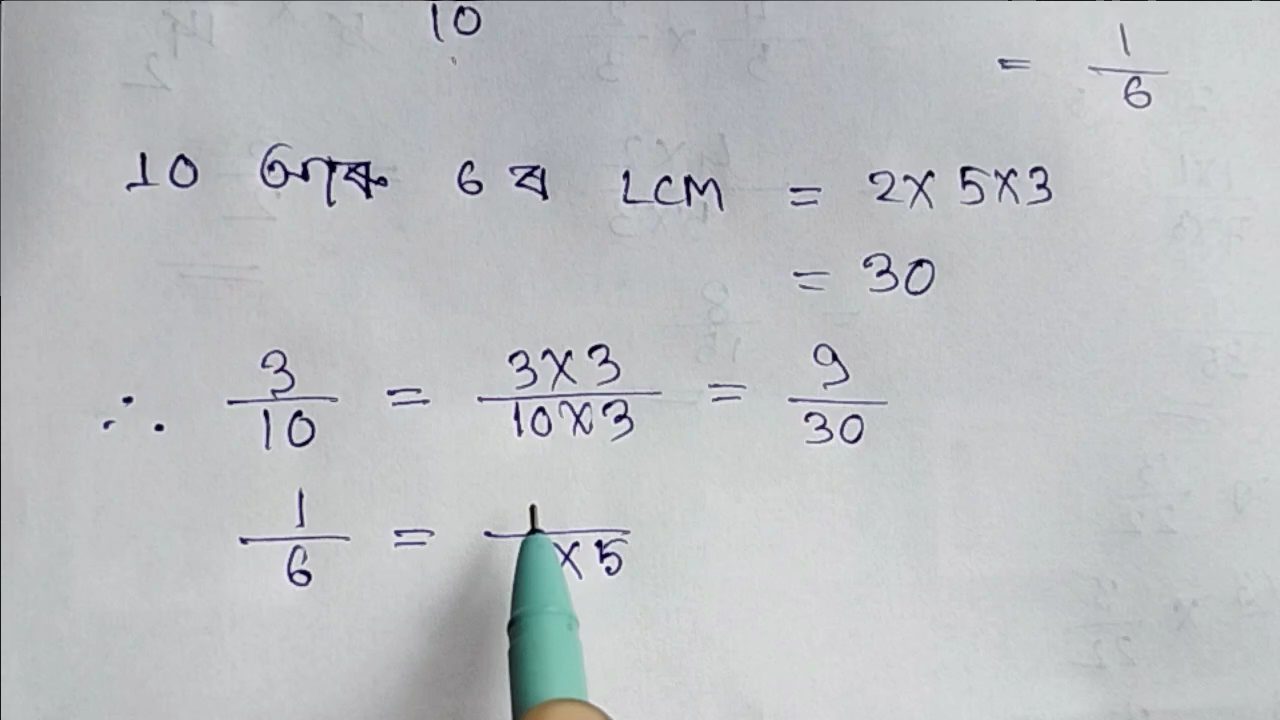 10
= 1/6
10 আৰু 6 ৰ LCM = 2 X 5 X 3
= 30
∴ 3/10 = 3 X 3/10 X 3 = 9/30
1/6 = /x 5